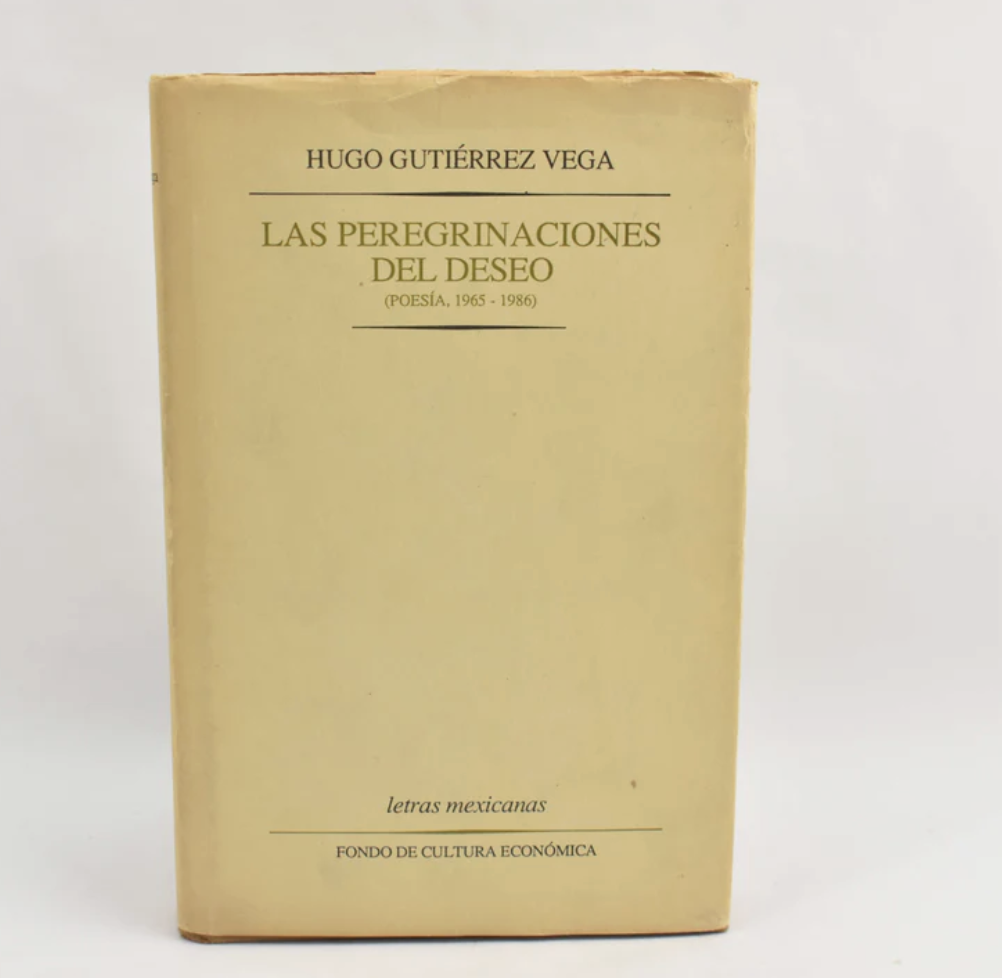 HUGO GUTIÉRREZ VEGA
LAS PEREGRINACIONES
DEL DESEO
(POESÍA, 1965 - 1986)
letras mexicanas
FONDO DE CULTURA ECONÓMICA